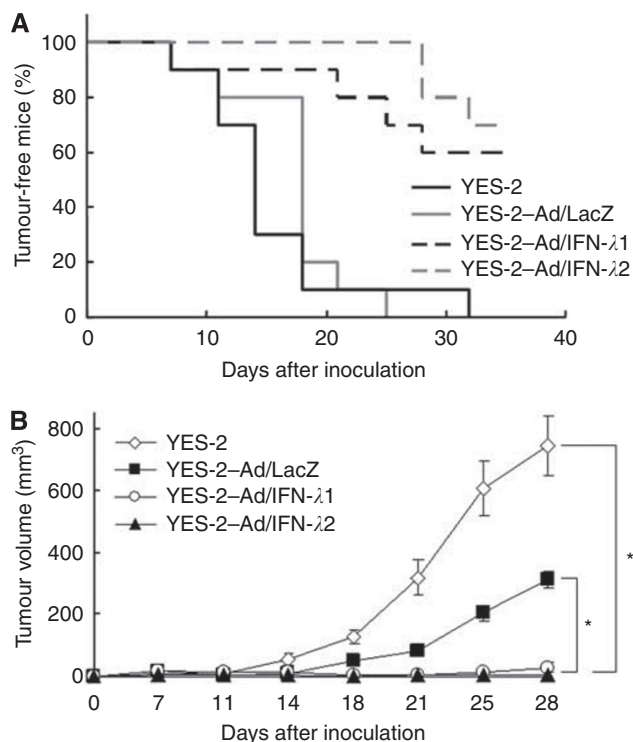 A
Tumour-free mice (%)
100
80
60
40
20
0
YES-2
YES-2–Ad/LacZ
YES-2–Ad/IFN-λ1
YES-2–Ad/IFN-λ2
0 10 20 30 40
Days after inoculation
B
Tumour volume (mm³)
800
600
400
200
0
YES-2
YES-2–Ad/LacZ
YES-2–Ad/IFN-λ1
YES-2–Ad/IFN-λ2
*
*
0 7 11 14 18 21 25 28
Days after inoculation